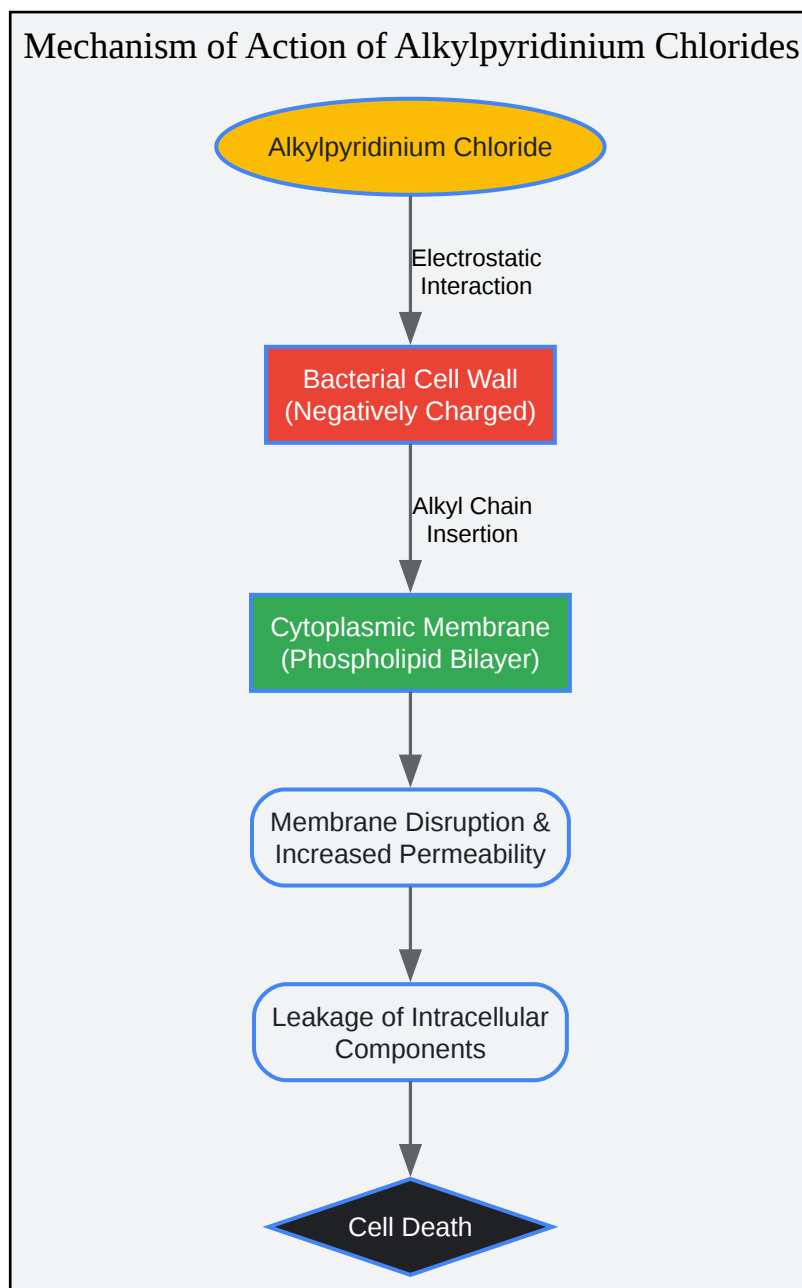 Mechanism of Action of Alkylpyridinium Chlorides
Alkylpyridinium Chloride
Electrostatic
Interaction
Bacterial Cell Wall
(Negatively Charged)
Alkyl Chain
Insertion
Cytoplasmic Membrane
(Phospholipid Bilayer)
Membrane Disruption &
Increased Permeability
Leakage of Intracellular
Components
Cell Death